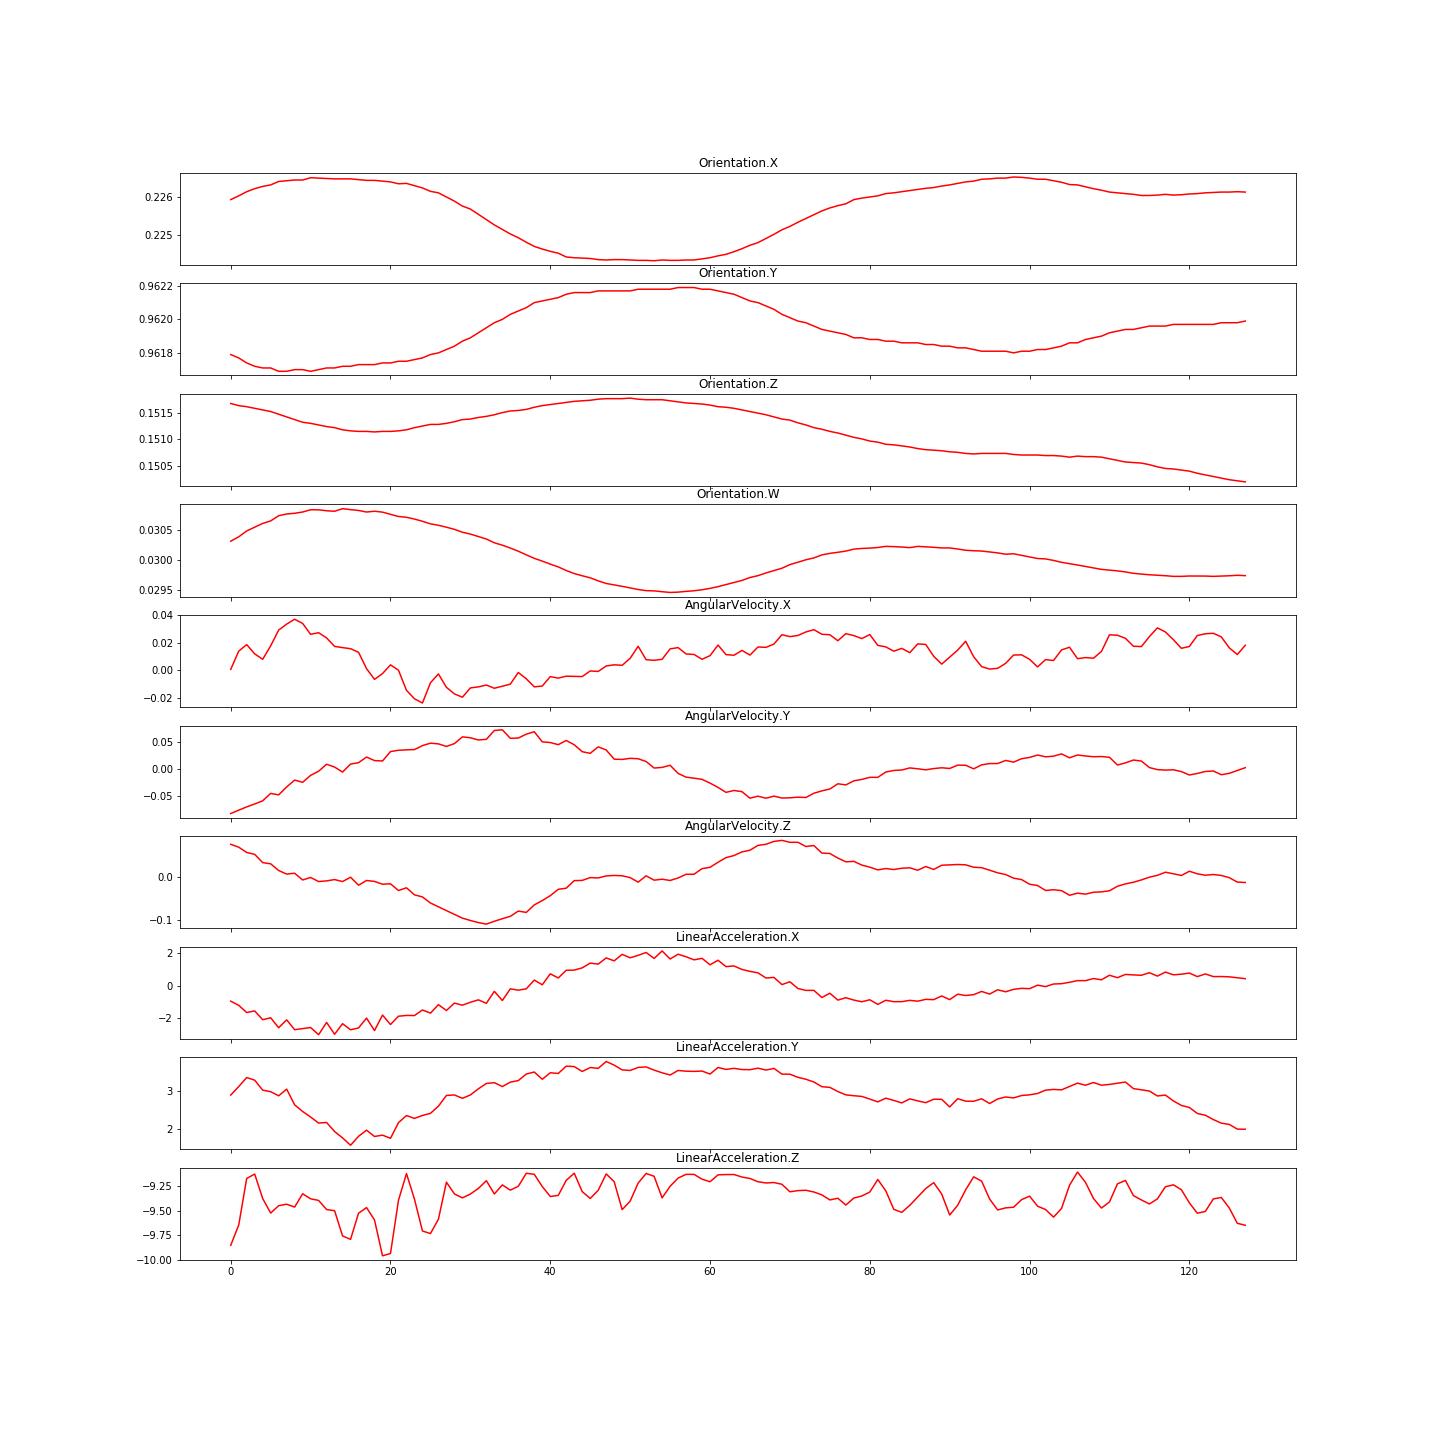 Orientation.X
0.226
0.225
Orientation.Y
0.9622
0.9620
0.9618
Orientation.Z
0.1515
0.1510
0.1505
Orientation.W
0.0305
0.0300
0.0295
AngularVelocity.X
0.04
0.02
0.00
−0.02
AngularVelocity.Y
0.05
0.00
−0.05
AngularVelocity.Z
0.0
−0.1
LinearAcceleration.X
2
0
−2
LinearAcceleration.Y
3
2
LinearAcceleration.Z
−9.25
−9.50
−9.75
−10.00
0 20 40 60 80 100 120